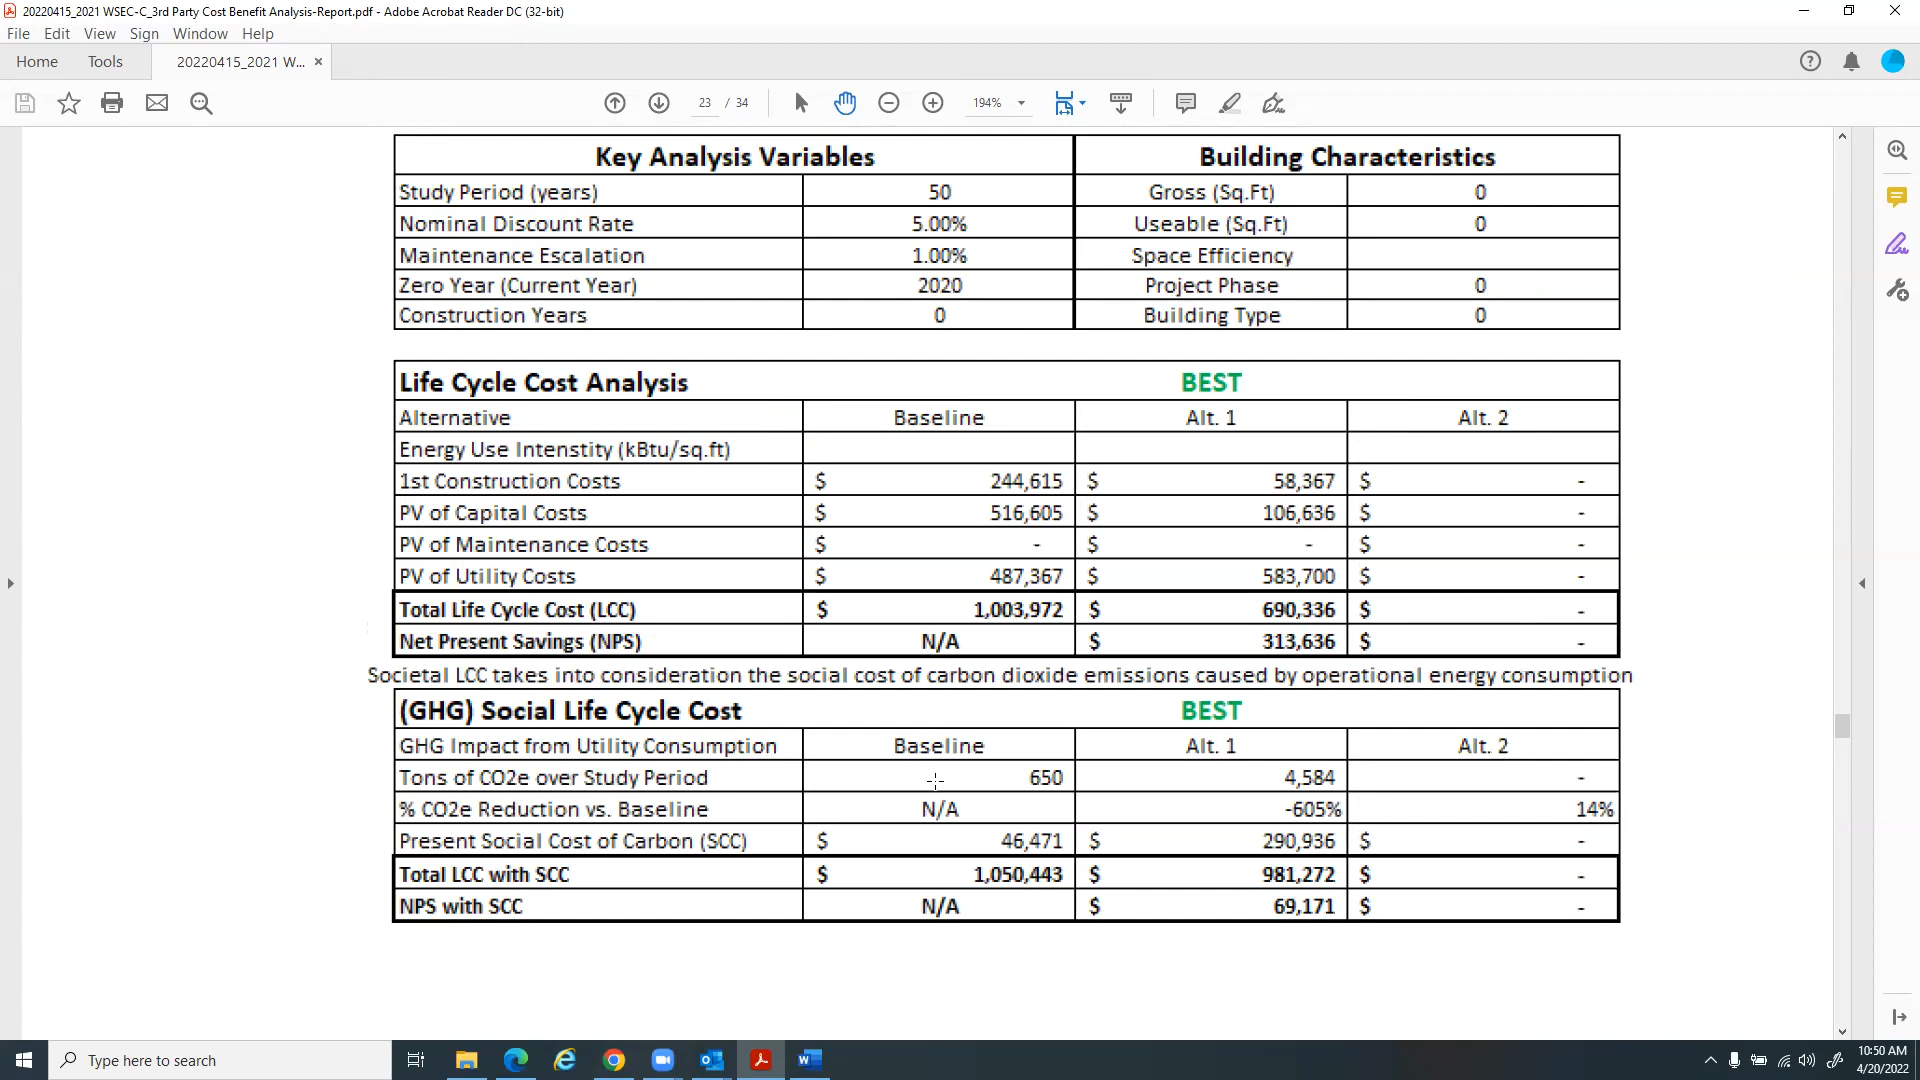 20220415_2021 WSEC-C_3rd Party Cost Benefit Analysis-Report.pdf - Adobe Acrobat Reader DC (32-bit)
File Edit View Sign Window Help
Home Tools 20220415_2021 W... ×
23 / 34 194%
Key Analysis Variables Building Characteristics
Study Period (years) 50 Gross (Sq.Ft) 0
Nominal Discount Rate 5.00% Useable (Sq.Ft) 0
Maintenance Escalation 1.00% Space Efficiency
Zero Year (Current Year) 2020 Project Phase 0
Construction Years 0 Building Type 0
Life Cycle Cost Analysis BEST
Alternative Baseline Alt. 1 Alt. 2
Energy Use Intenstity (kBtu/sq.ft)
1st Construction Costs $ 244,615 $ 58,367 $ -
PV of Capital Costs $ 516,605 $ 106,636 $ -
PV of Maintenance Costs $ - $ - $ -
PV of Utility Costs $ 487,367 $ 583,700 $ -
Total Life Cycle Cost (LCC) $ 1,003,972 $ 690,336 $ -
Net Present Savings (NPS) N/A $ 313,636 $ -
Societal LCC takes into consideration the social cost of carbon dioxide emissions caused by operational energy consumption
(GHG) Social Life Cycle Cost BEST
GHG Impact from Utility Consumption Baseline Alt. 1 Alt. 2
Tons of CO2e over Study Period 650 4,584 -
% CO2e Reduction vs. Baseline N/A -605% 14%
Present Social Cost of Carbon (SCC) $ 46,471 $ 290,936 $ -
Total LCC with SCC $ 1,050,443 $ 981,272 $ -
NPS with SCC N/A $ 69,171 $ -
Type here to search
10:50 AM
4/20/2022